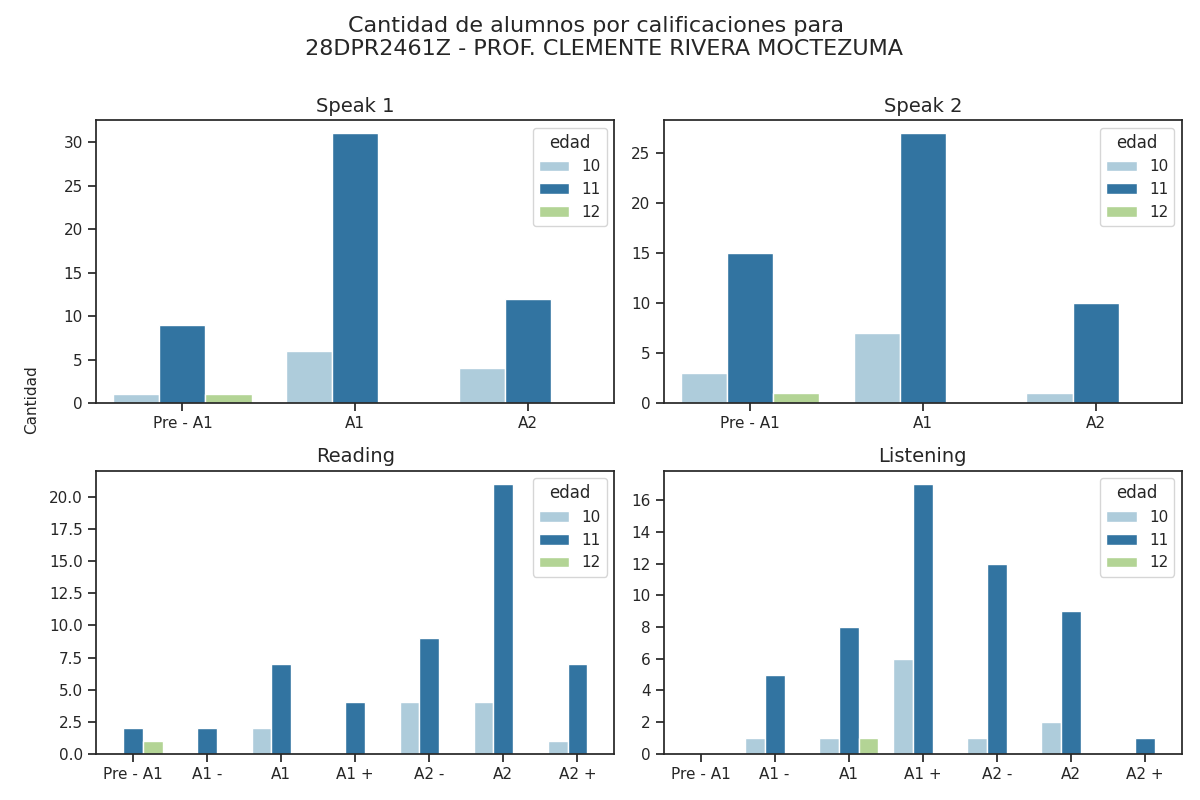 Cantidad de alumnos por calificaciones para
28DPR2461Z - PROF. CLEMENTE RIVERA MOCTEZUMA
Speak 1
30
25
20
15
10
5
0
Pre - A1
A1
A2
edad
10
11
12
Speak 2
25
20
15
10
5
0
Pre - A1
A1
A2
edad
10
11
12
Cantidad
Reading
20.0
17.5
15.0
12.5
10.0
7.5
5.0
2.5
0.0
Pre - A1
A1 -
A1
A1 +
A2 -
A2
A2 +
edad
10
11
12
Listening
16
14
12
10
8
6
4
2
0
Pre - A1
A1 -
A1
A1 +
A2 -
A2
A2 +
edad
10
11
12